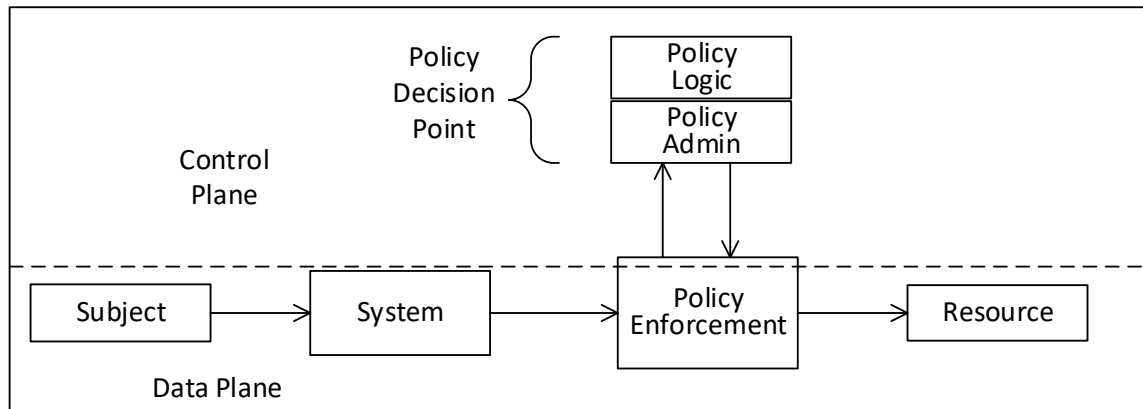 Policy
Decision
Point
Policy
Logic
Policy
Admin
Control
Plane
Subject
System
Policy
Enforcement
Resource
Data Plane